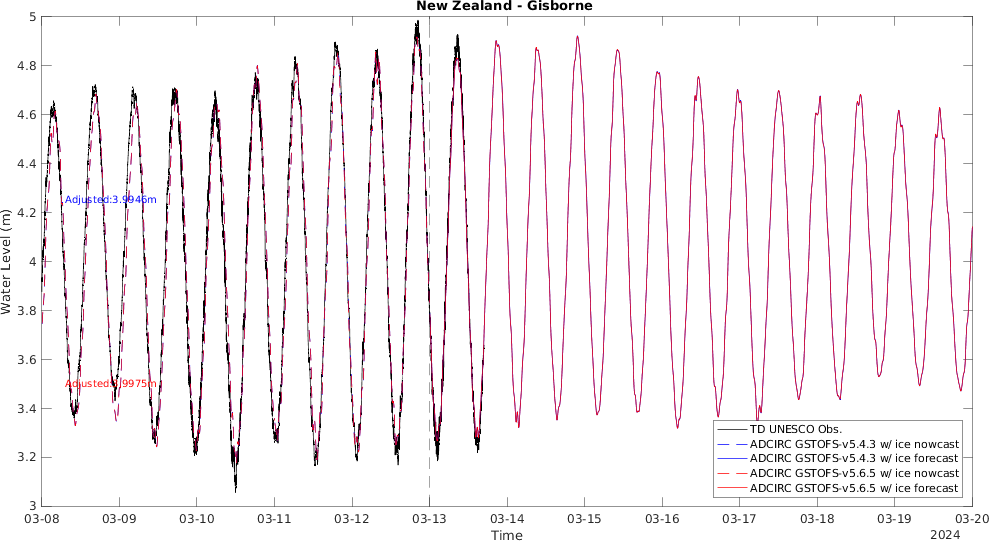 New Zealand - Gisborne
Water Level (m)
5
4.8
4.6
4.4
4.2
4
3.8
3.6
3.4
3.2
3
Adjusted:3.9946m
Adjusted:3.9975m
TD UNESCO Obs.
ADCIRC GSTOFS-v5.4.3 w/ ice nowcast
ADCIRC GSTOFS-v5.4.3 w/ ice forecast
ADCIRC GSTOFS-v5.6.5 w/ ice nowcast
ADCIRC GSTOFS-v5.6.5 w/ ice forecast
03-08 03-09 03-10 03-11 03-12 03-13 03-14 03-15 03-16 03-17 03-18 03-19 03-20
Time
2024